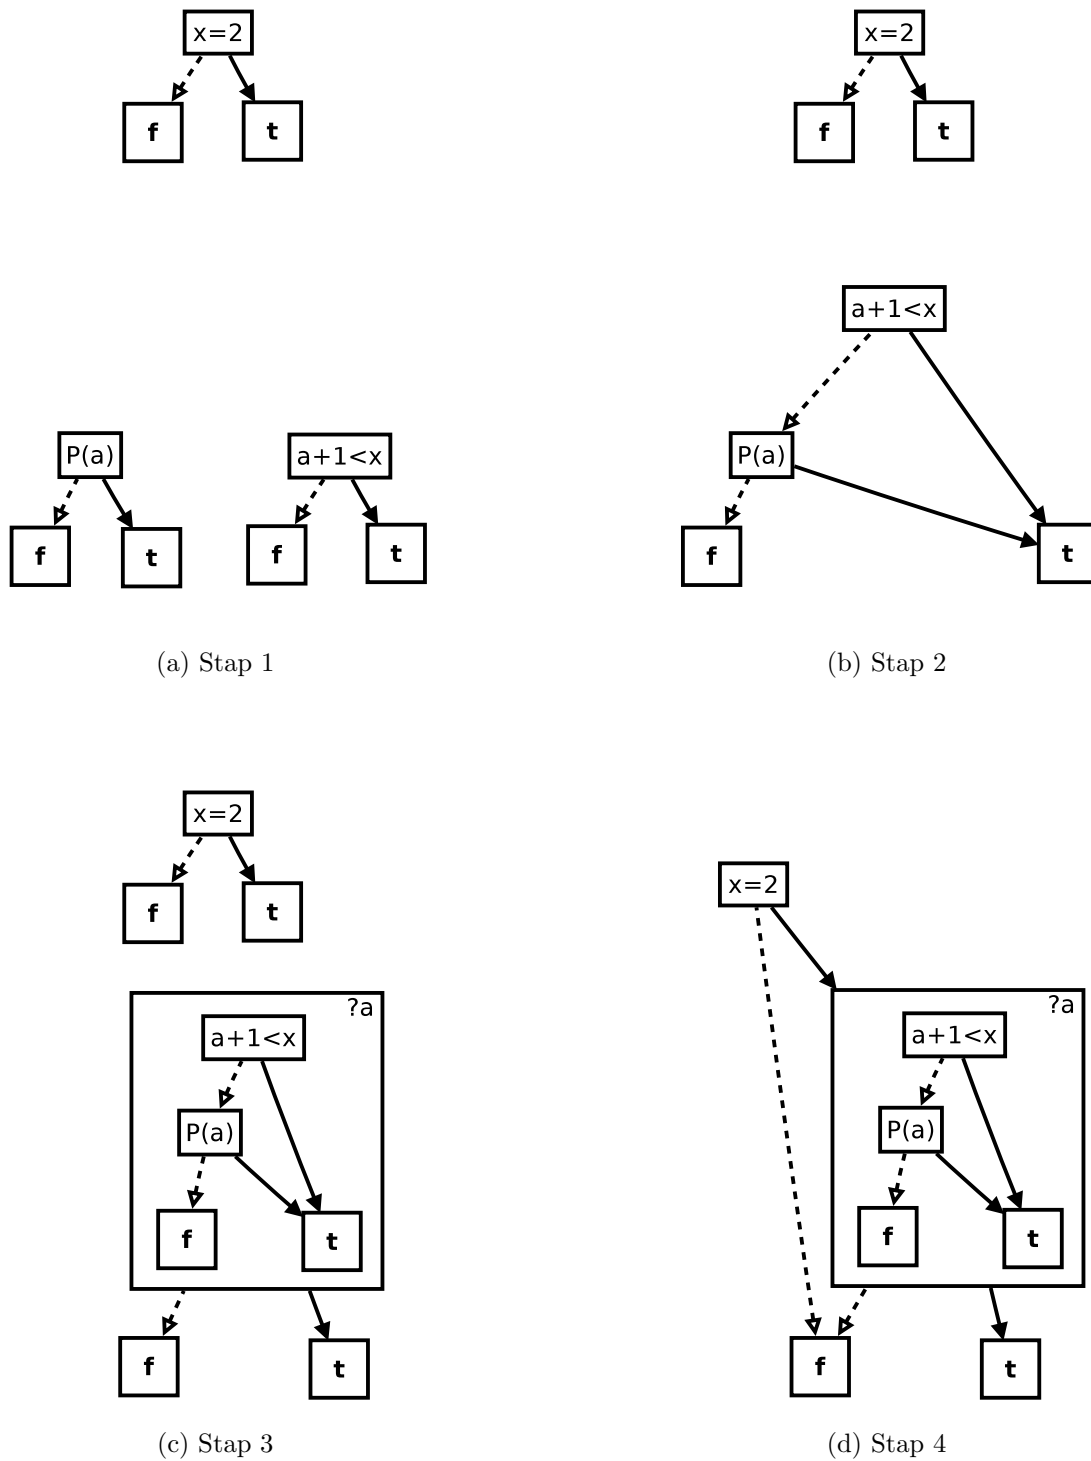 x=2
f
t
P(a)
a+1<x
f
t
f
t
(a) Stap 1
x=2
f
t
a+1<x
P(a)
f
t
(b) Stap 2
x=2
f
t
?a
a+1<x
P(a)
f
t
f
t
(c) Stap 3
x=2
?a
a+1<x
P(a)
f
t
f
t
(d) Stap 4